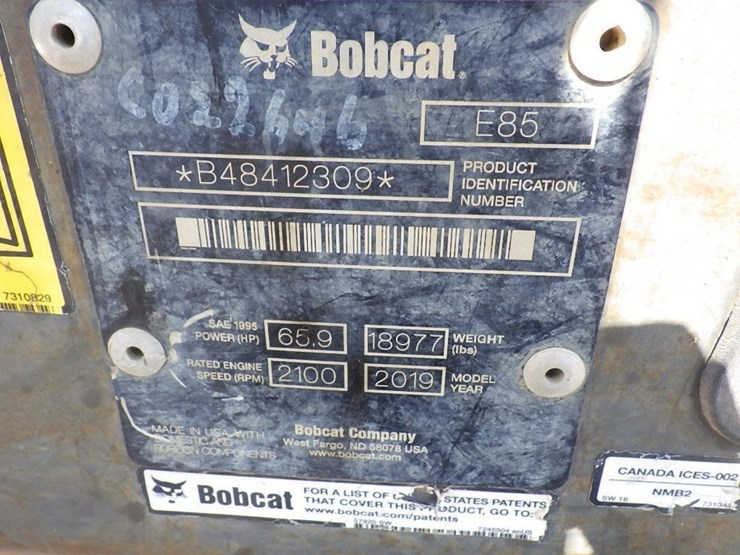 Bobcat®
C022646
E85
*B48412309*
PRODUCT
IDENTIFICATION
NUMBER
7310829
SAE 1995
POWER (HP)
65.9
18977
WEIGHT
(lbs)
RATED ENGINE
SPEED (RPM)
2100
2019
MODEL
YEAR
MADE IN USA WITH
DOMESTIC AND
FOREIGN COMPONENTS
Bobcat Company
West Fargo, ND 58078 USA
www.bobcat.com
Bobcat
FOR A LIST OF STATES PATENTS
THAT COVER THIS PRODUCT, GO TO:
www.bobcat.com/patents
CANADA ICES-002
NMB2
SW 18